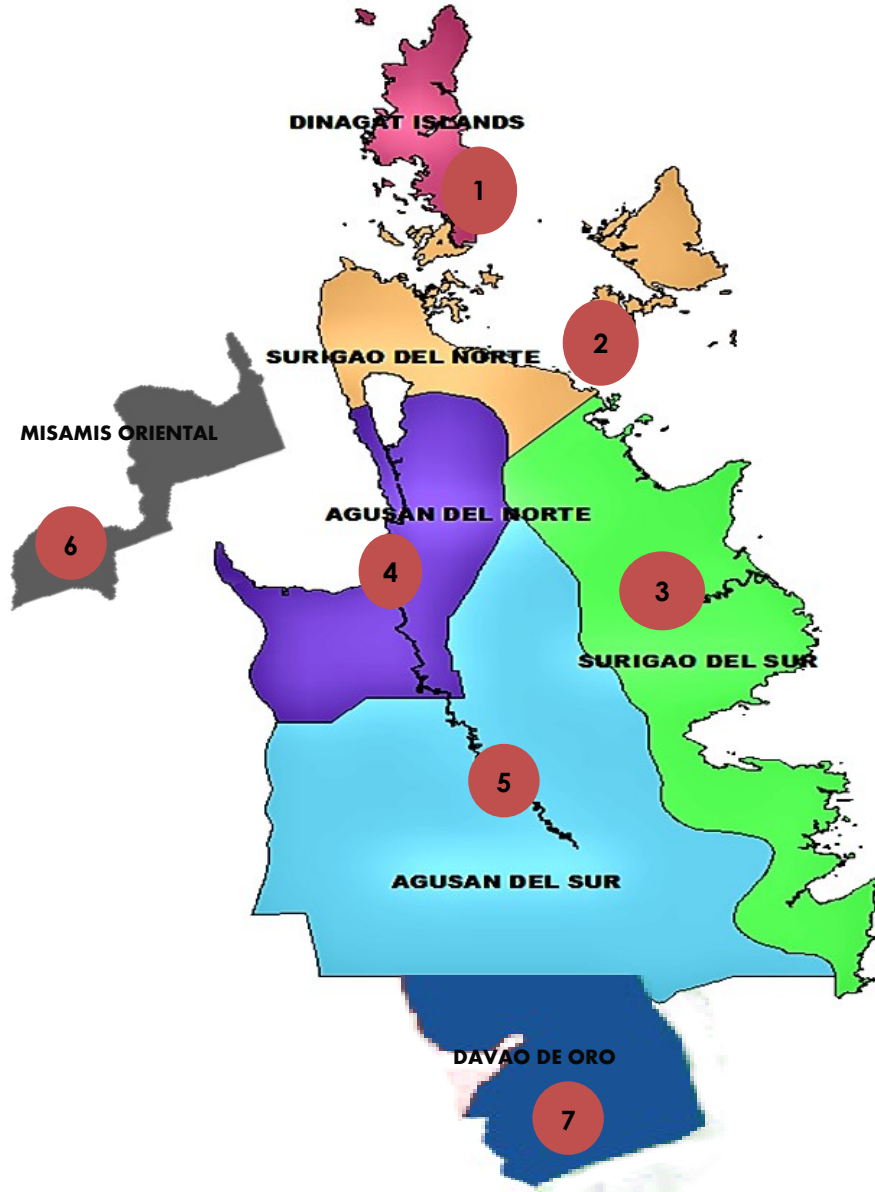 DINAGAT ISLANDS
1
2
SURIGAO DEL NORTE
MISAMIS ORIENTAL
AGUSAN DEL NORTE
6
4
3
SURIGAO DEL SUR
5
AGUSAN DEL SUR
DAVAO DE ORO
7